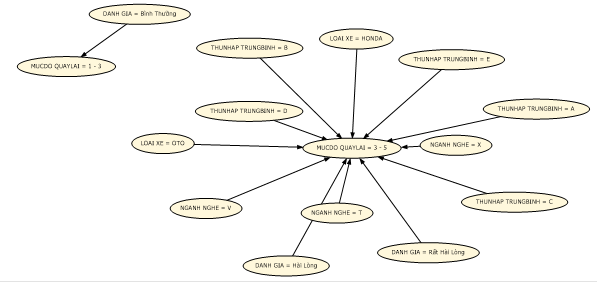 DANH GIA = Bình Thường
MUCDO QUAYLAI = 1 - 3
THUNHAP TRUNGBINH = B
LOAI XE = HONDA
THUNHAP TRUNGBINH = E
THUNHAP TRUNGBINH = D
THUNHAP TRUNGBINH = A
LOAI XE = OTO
MUCDO QUAYLAI = 3 - 5
NGANH NGHE = X
NGANH NGHE = V
NGANH NGHE = T
THUNHAP TRUNGBINH = C
DANH GIA = Hài Lòng
DANH GIA = Rất Hài Lòng